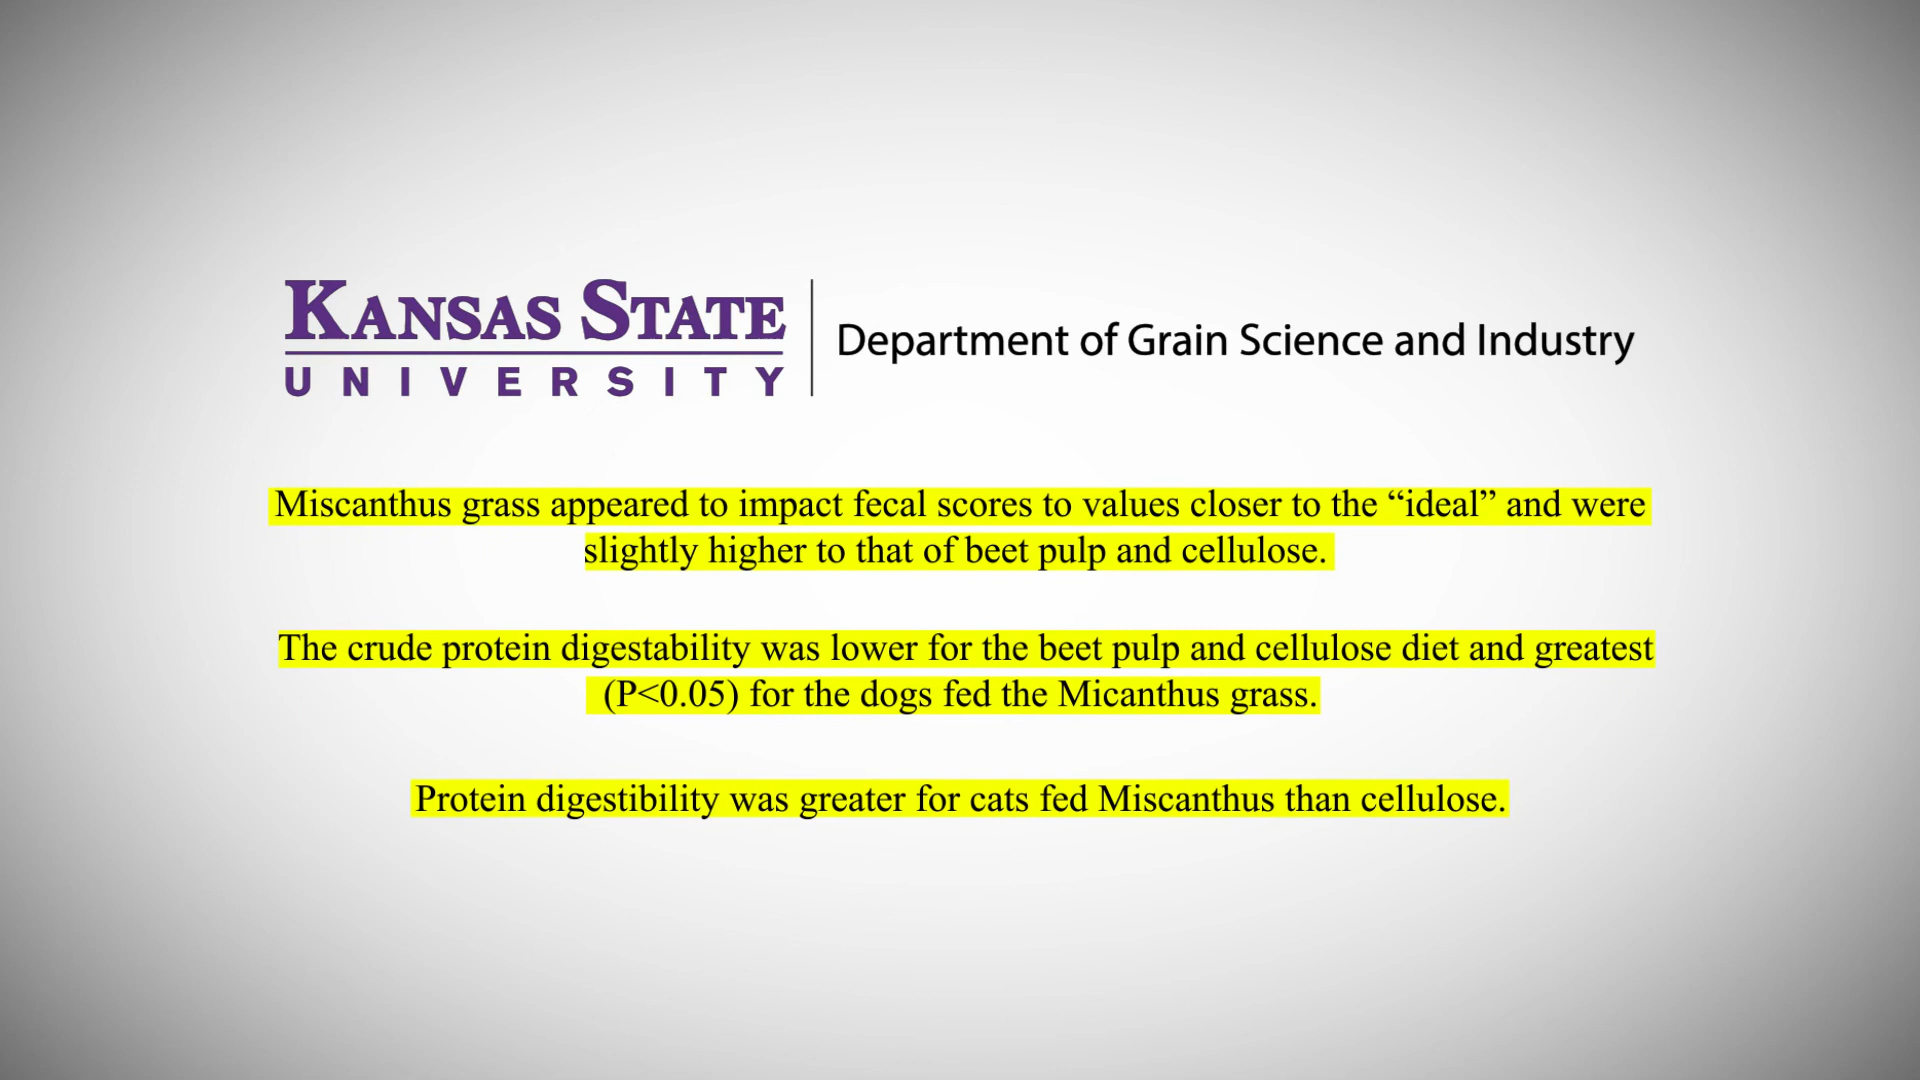 KANSAS STATE
UNIVERSITY
Department of Grain Science and Industry
Miscanthus grass appeared to impact fecal scores to values closer to the “ideal” and were
slightly higher to that of beet pulp and cellulose.
The crude protein digestability was lower for the beet pulp and cellulose diet and greatest
(P<0.05) for the dogs fed the Micanthus grass.
Protein digestibility was greater for cats fed Miscanthus than cellulose.